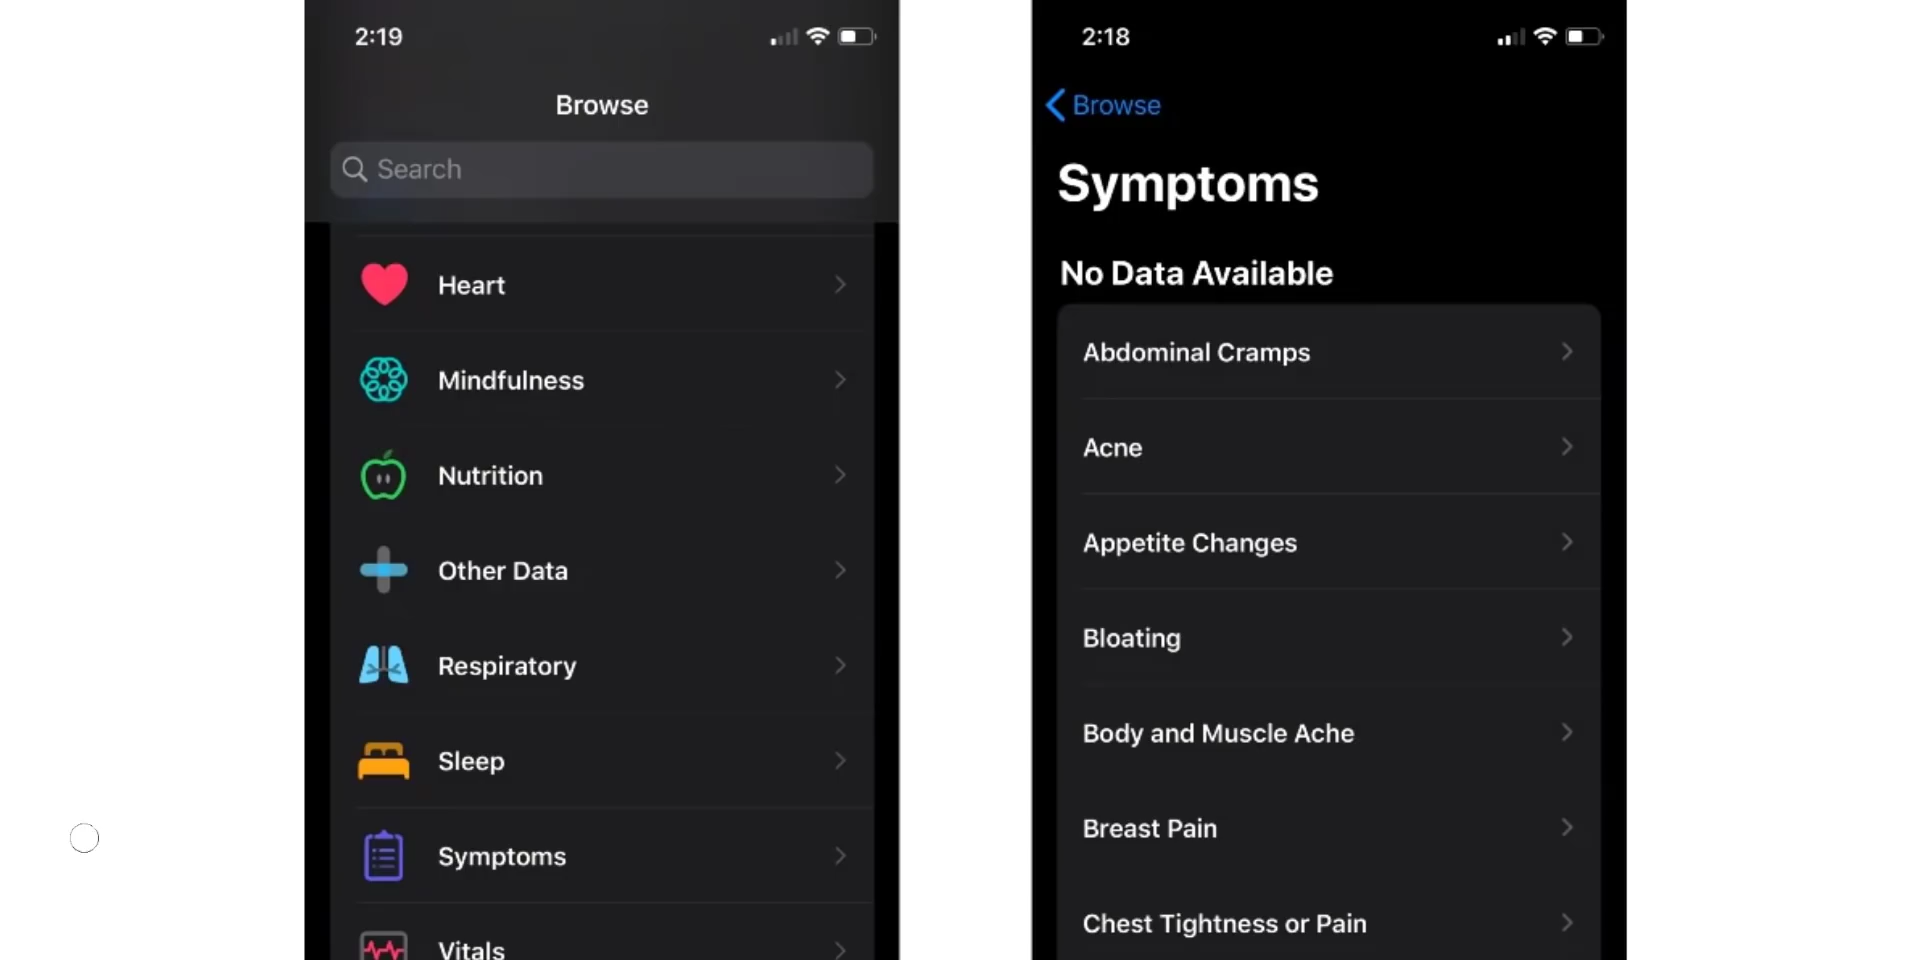 2:19
Browse
Search
Heart
Mindfulness
Nutrition
Other Data
Respiratory
Sleep
Symptoms
Vitals
2:18
Browse
Symptoms
No Data Available
Abdominal Cramps
Acne
Appetite Changes
Bloating
Body and Muscle Ache
Breast Pain
Chest Tightness or Pain